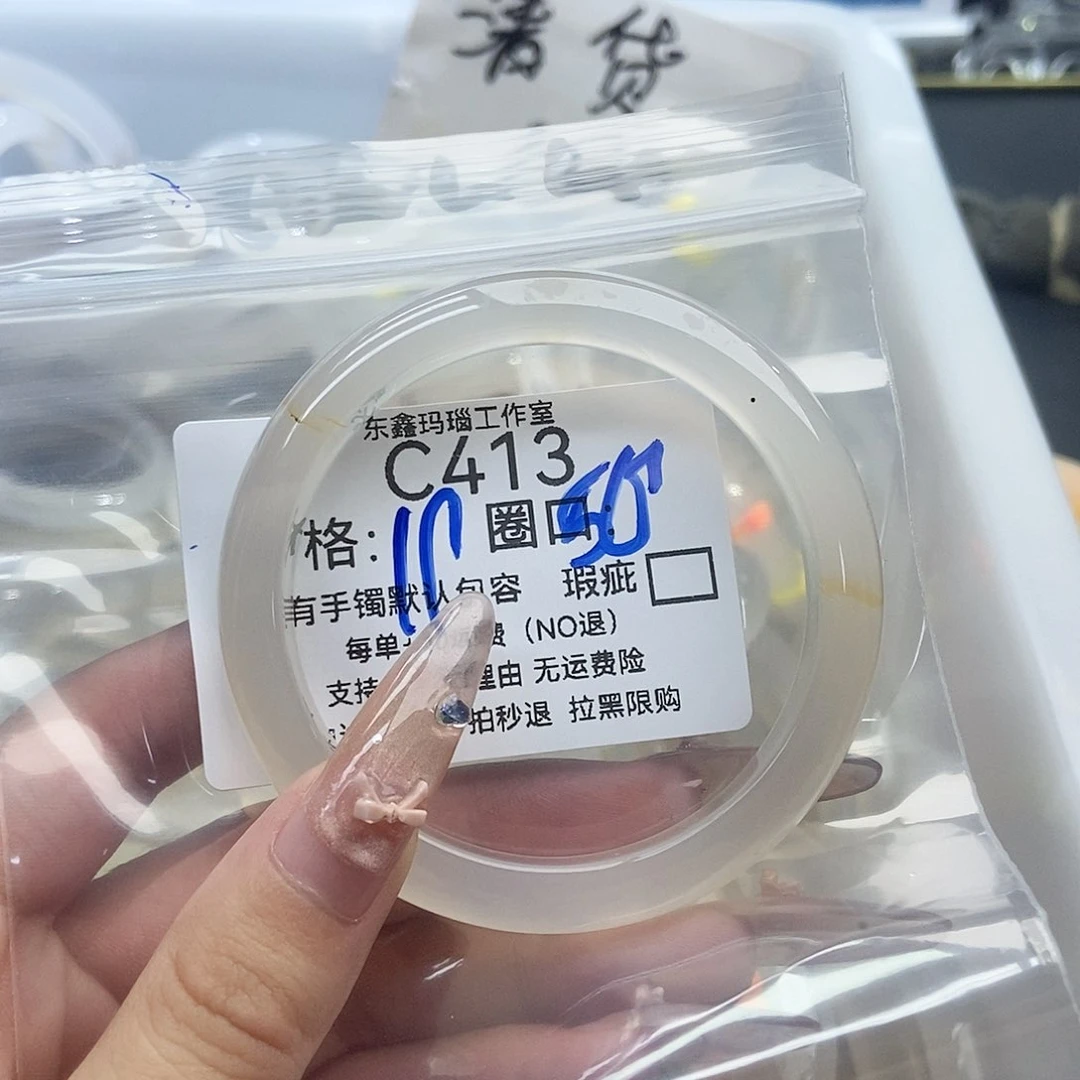 清货
东鑫玛瑙工作室
C413
格: 圈口: 50
有手镯默认包容 瑕疵
每单 费（NO退）
支持 理由 无运费险
拍秒退 拉黑限购